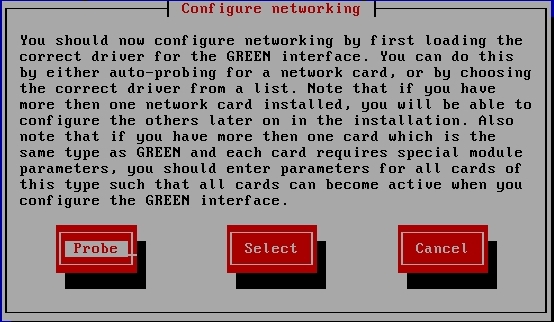 Configure networking
You should now configure networking by first loading the
correct driver for the GREEN interface. You can do this
by either auto-probing for a network card, or by choosing
the correct driver from a list. Note that if you have
more then one network card installed, you will be able to
configure the others later on in the installation. Also
note that if you have more then one card which is the
same type as GREEN and each card requires special module
parameters, you should enter parameters for all cards of
this type such that all cards can become active when you
configure the GREEN interface.
Probe Select Cancel